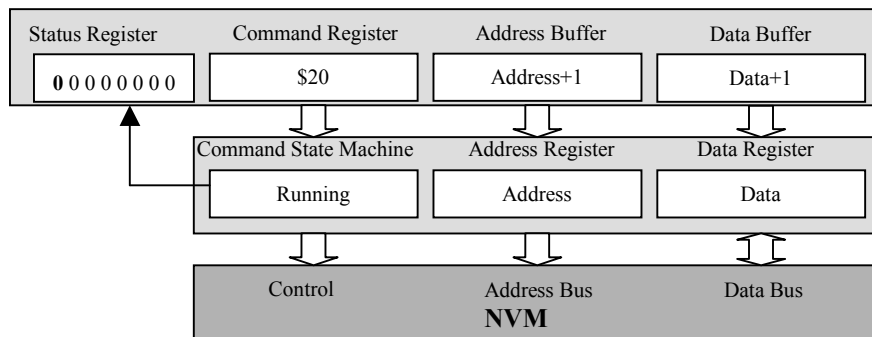 Status Register Command Register Address Buffer Data Buffer
0 0 0 0 0 0 0 0 $20 Address+1 Data+1
Command State Machine Address Register Data Register
Running Address Data
Control Address Bus Data Bus
NVM